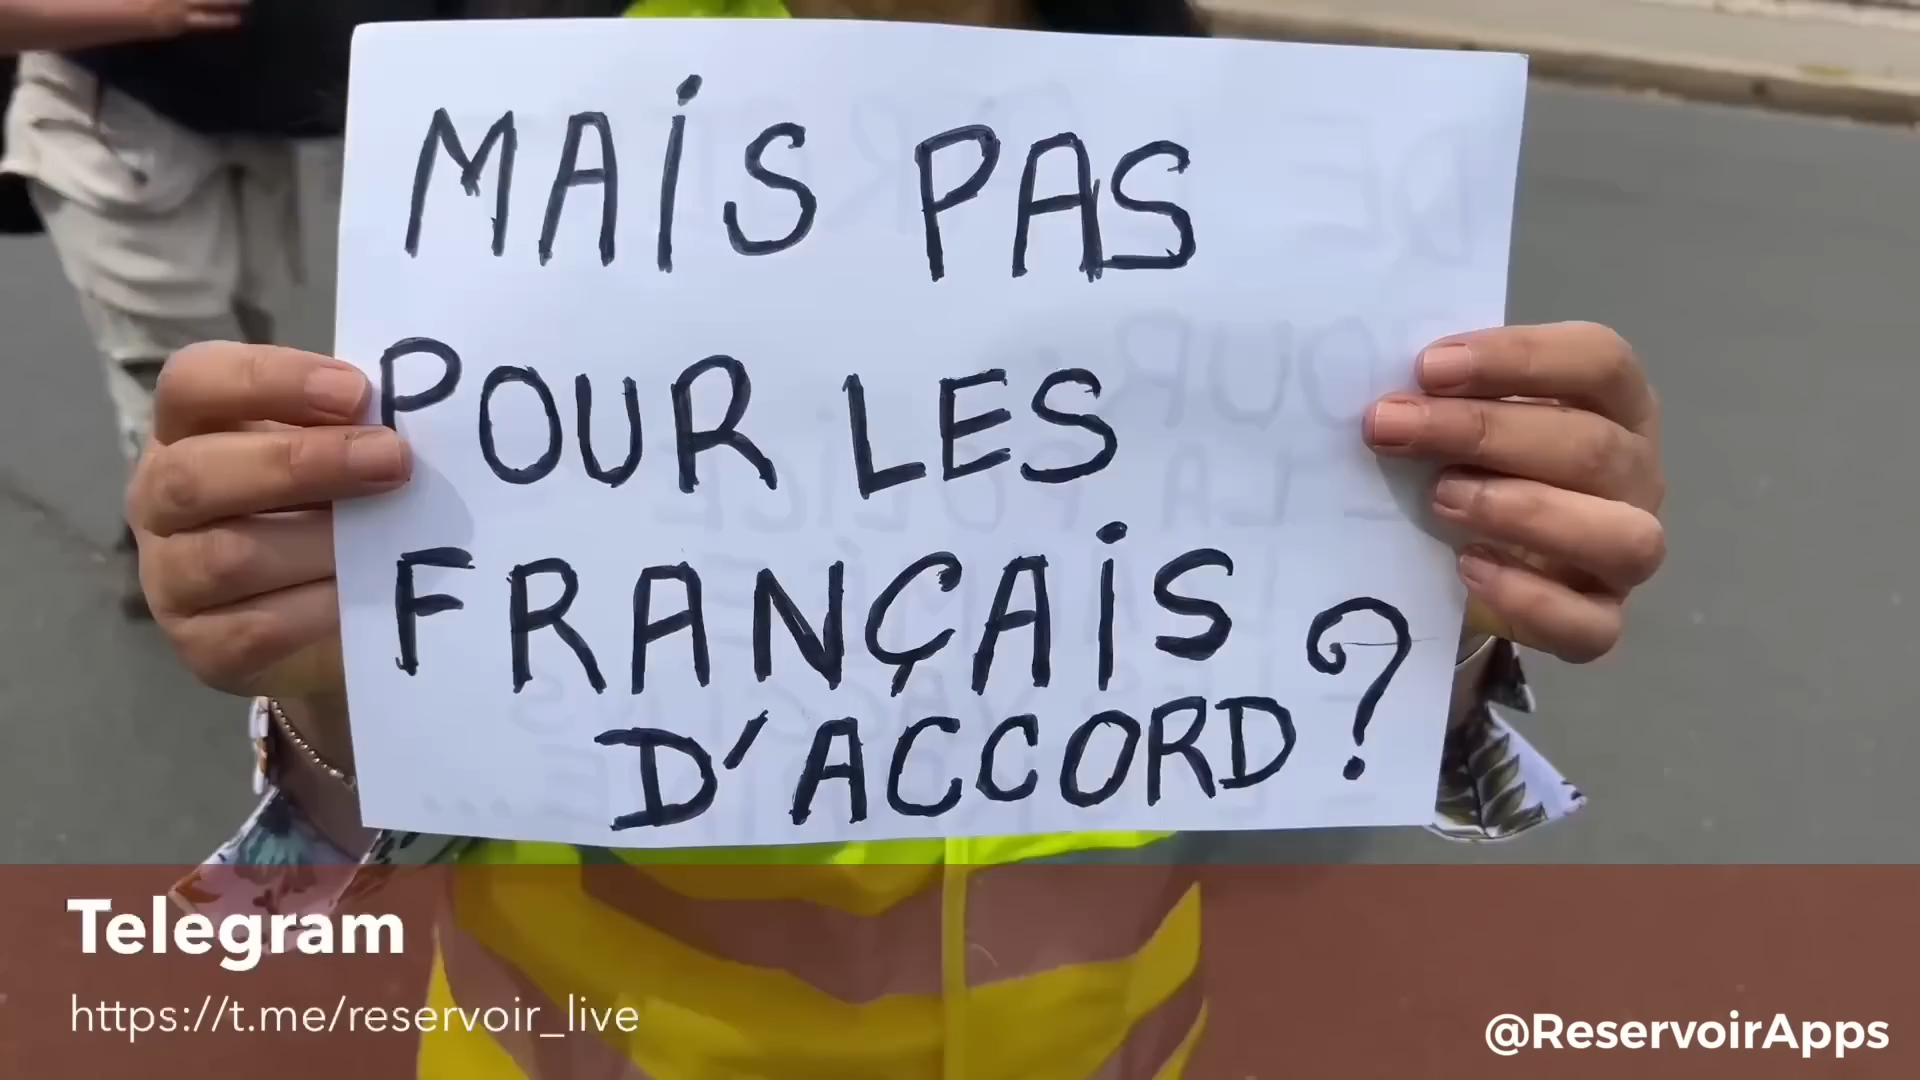 MAIS PAS
POUR LES
FRANÇAIS
D'ACCORD ?
Telegram
https://t.me/reservoir_live
@ReservoirApps